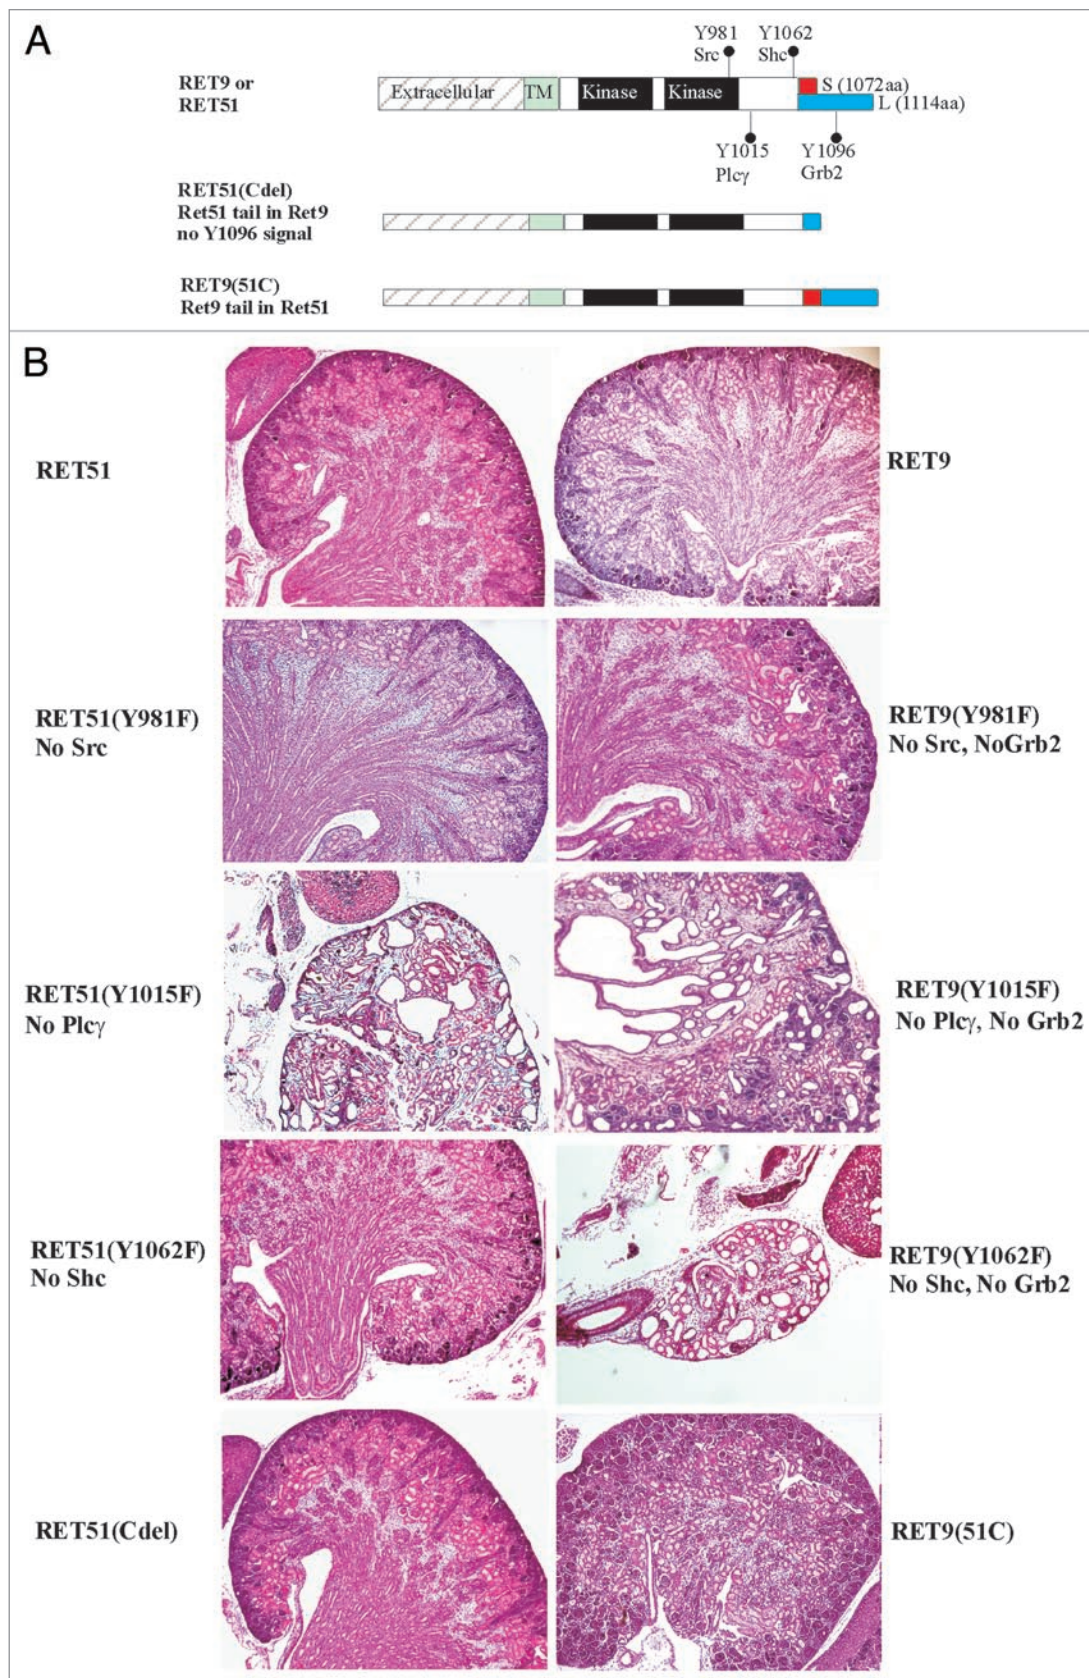 A
Y981
Src
Y1062
Shc
RET9 or
RET51
Extracellular
TM
Kinase
Kinase
S (1072aa)
L (1114aa)
Y1015
Plcγ
Y1096
Grb2
RET51(Cdel)
Ret51 tail in Ret9
no Y1096 signal
RET9(51C)
Ret9 tail in Ret51
B
RET51
RET9
RET51(Y981F)
No Src
RET9(Y981F)
No Src, NoGrb2
RET51(Y1015F)
No Plcγ
RET9(Y1015F)
No Plcγ, No Grb2
RET51(Y1062F)
No Shc
RET9(Y1062F)
No Shc, No Grb2
RET51(Cdel)
RET9(51C)